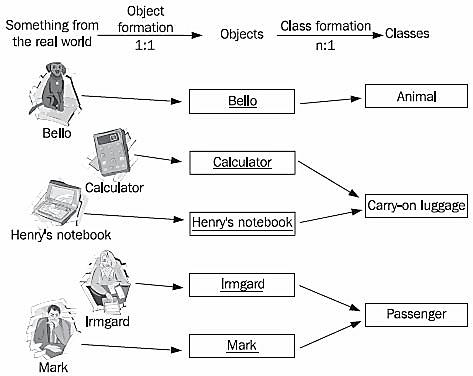 Something from
the real world
Object
formation
1:1
Objects
Class formation
n:1
Classes
Bello
Bello
Animal
Calculator
Calculator
Carry-on luggage
Henry's notebook
Henry's notebook
Irmgard
Irmgard
Passenger
Mark
Mark